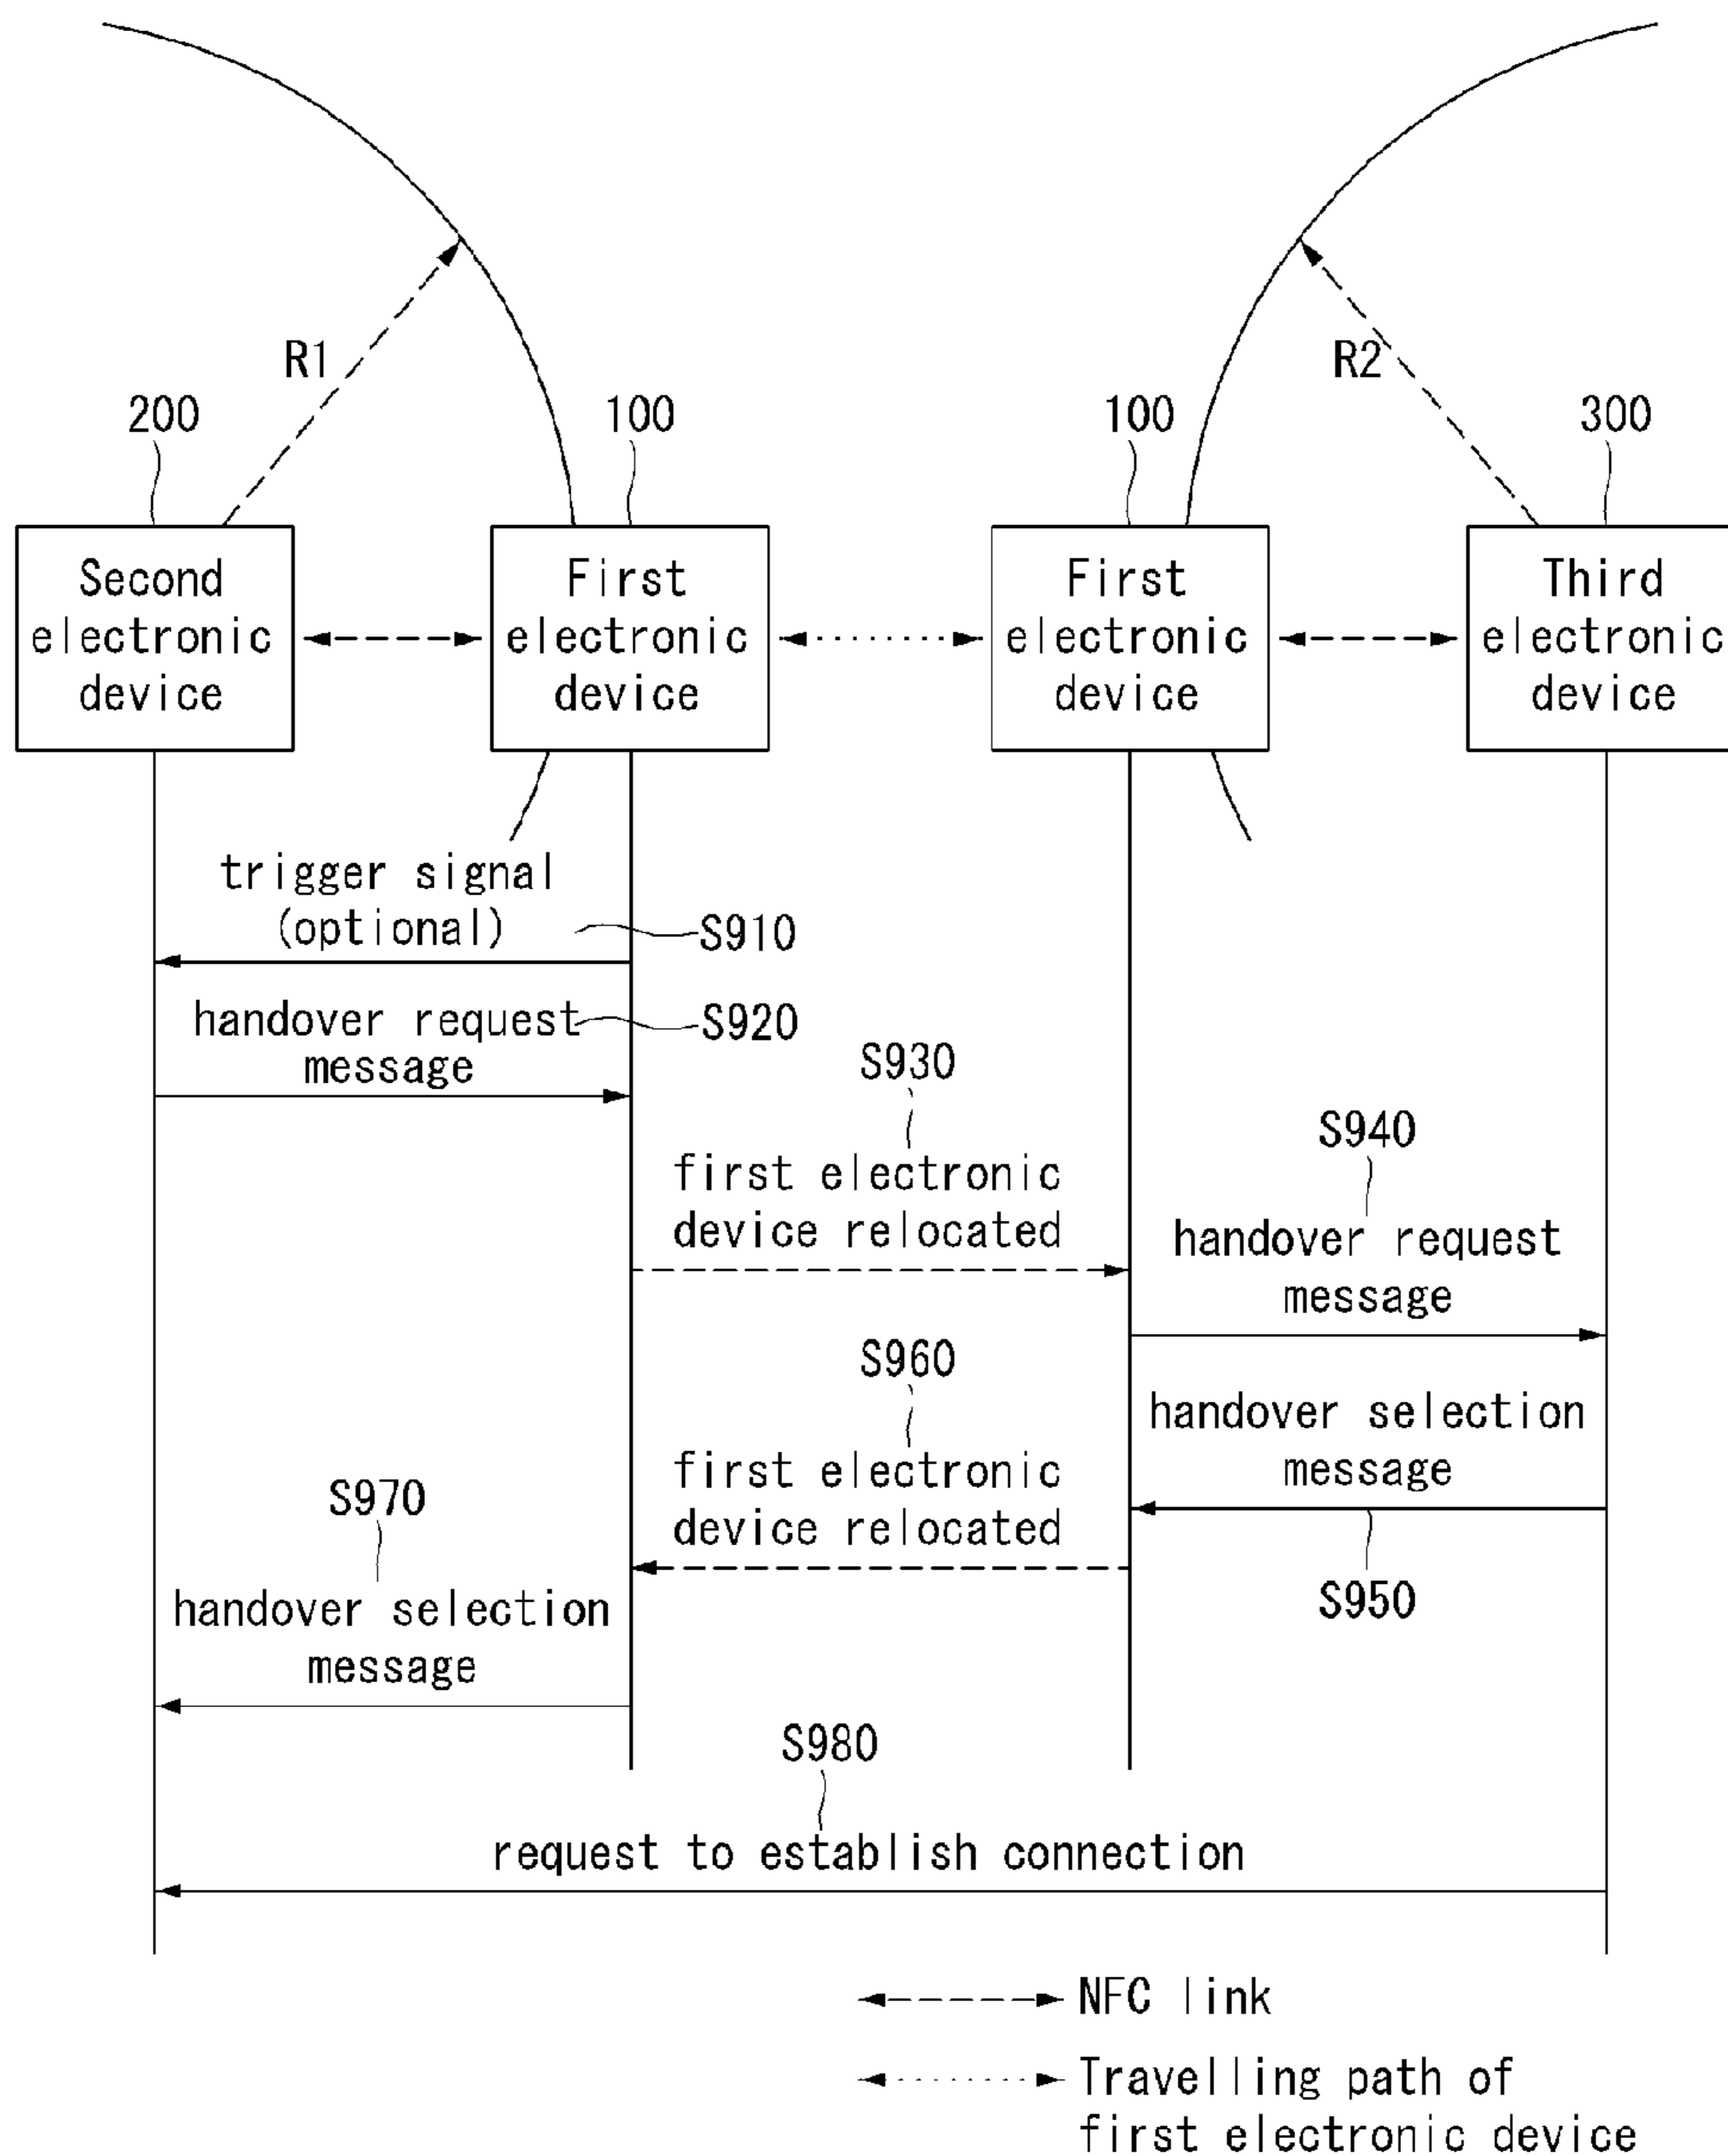 R1
R2
200
100
100
300
Second
electronic
device
First
electronic
device
First
electronic
device
Third
electronic
device
trigger signal
(optional)
S910
handover request
message
S920
S930
first electronic
device relocated
S940
handover request
message
S960
first electronic
device relocated
handover selection
message
S950
S970
handover selection
message
S980
request to establish connection
NFC link
Travelling path of
first electronic device